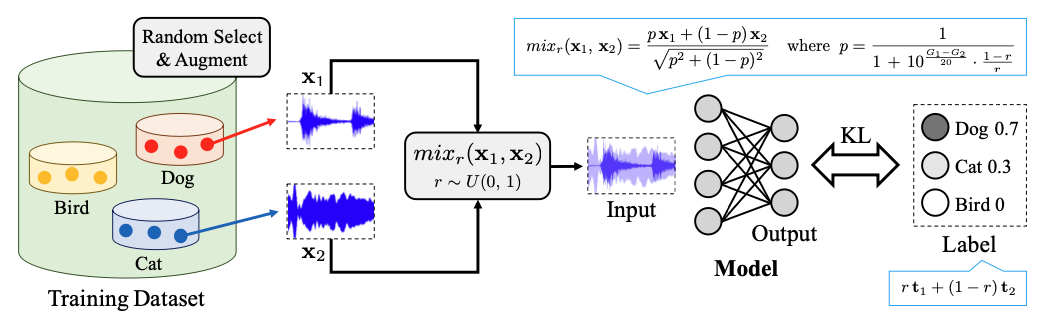 Random Select
& Augment
Dog
Bird
Cat
Training Dataset
x₁
x₂
mixᵣ(x₁, x₂)
r ~ U(0, 1)
mixᵣ(x₁, x₂) = (p x₁ + (1 − p) x₂) / √(p² + (1 − p)²) where p = 1 / (1 + 10^((G₁−G₂)/20) · (1−r)/r)
Input
Output
Model
KL
Dog 0.7
Cat 0.3
Bird 0
Label
r t₁ + (1 − r) t₂